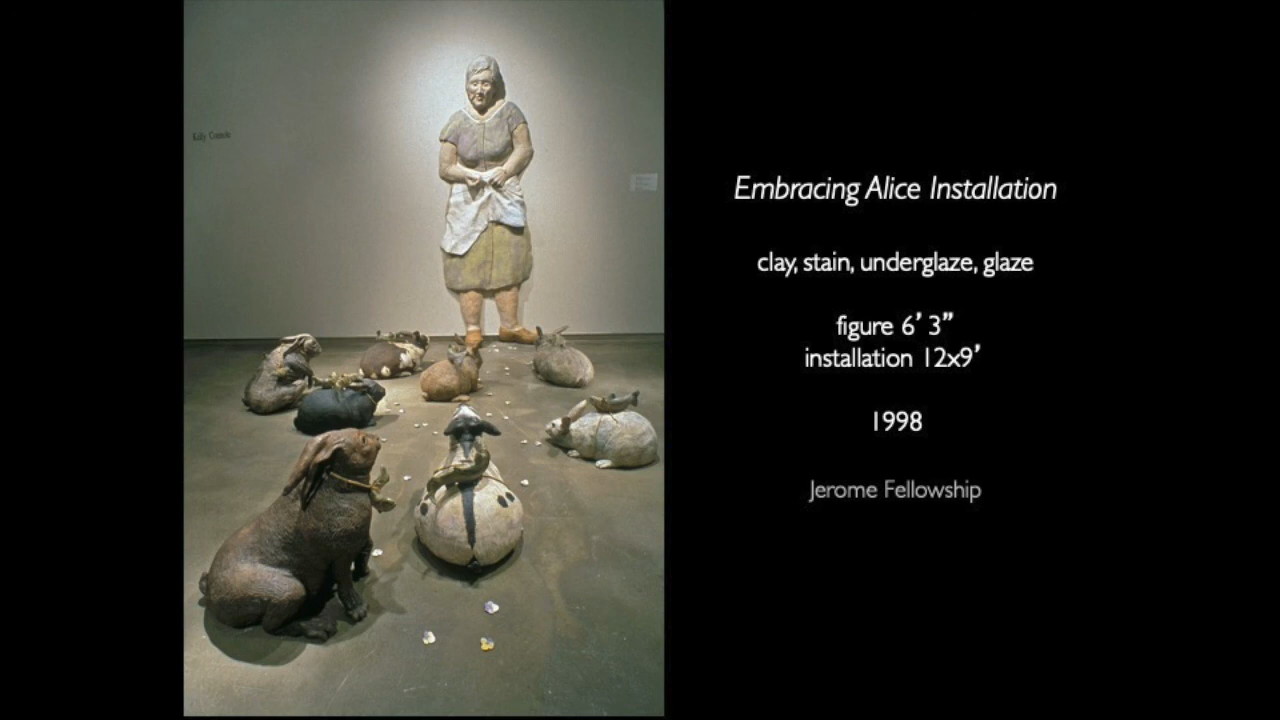 Embracing Alice Installation
clay, stain, underglaze, glaze
figure 6’ 3”
installation 12x9’
1998
Jerome Fellowship